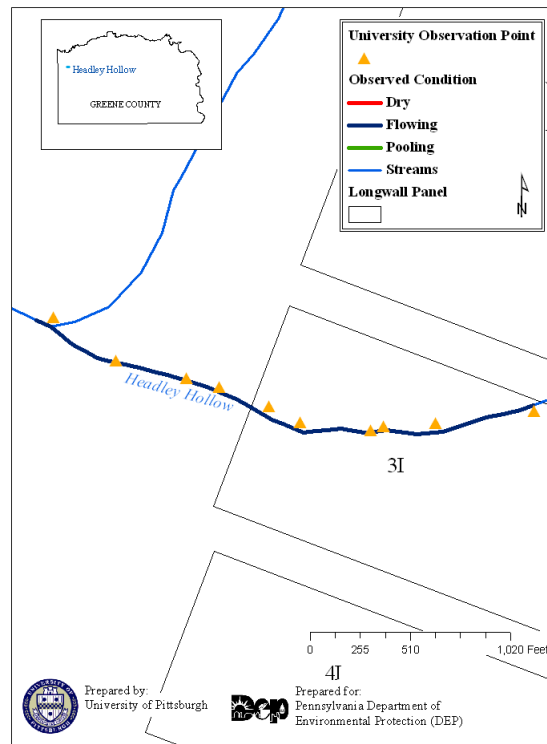 Headley Hollow
GREENE COUNTY
University Observation Point
Observed Condition
Dry
Flowing
Pooling
Streams
Longwall Panel
N
Headley Hollow
3I
0 255 510 1,020 Feet
4J
Prepared by:
University of Pittsburgh
DEP
Prepared for:
Pennsylvania Department of
Environmental Protection (DEP)